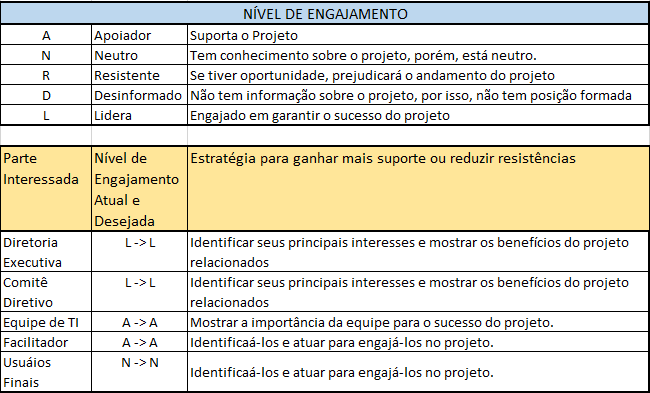 NÍVEL DE ENGAJAMENTO
A Apoiador Suporta o Projeto
N Neutro Tem conhecimento sobre o projeto, porém, está neutro.
R Resistente Se tiver oportunidade, prejudicará o andamento do projeto
D Desinformado Não tem informação sobre o projeto, por isso, não tem posição formada
L Lidera Engajado em garantir o sucesso do projeto
Parte
Interessada
Nível de
Engajamento
Atual e
Desejada
Estratégia para ganhar mais suporte ou reduzir resistências
Diretoria
Executiva
L -> L
Identificar seus principais interesses e mostrar os benefícios do projeto
relacionados
Comitê
Diretivo
L -> L
Identificar seus principais interesses e mostrar os benefícios do projeto
relacionados
Equipe de TI A -> A Mostrar a importância da equipe para o sucesso do projeto.
Facilitador A -> A Identificaá-los e atuar para engajá-los no projeto.
Usuáios
Finais
N -> N
Identificaá-los e atuar para engajá-los no projeto.